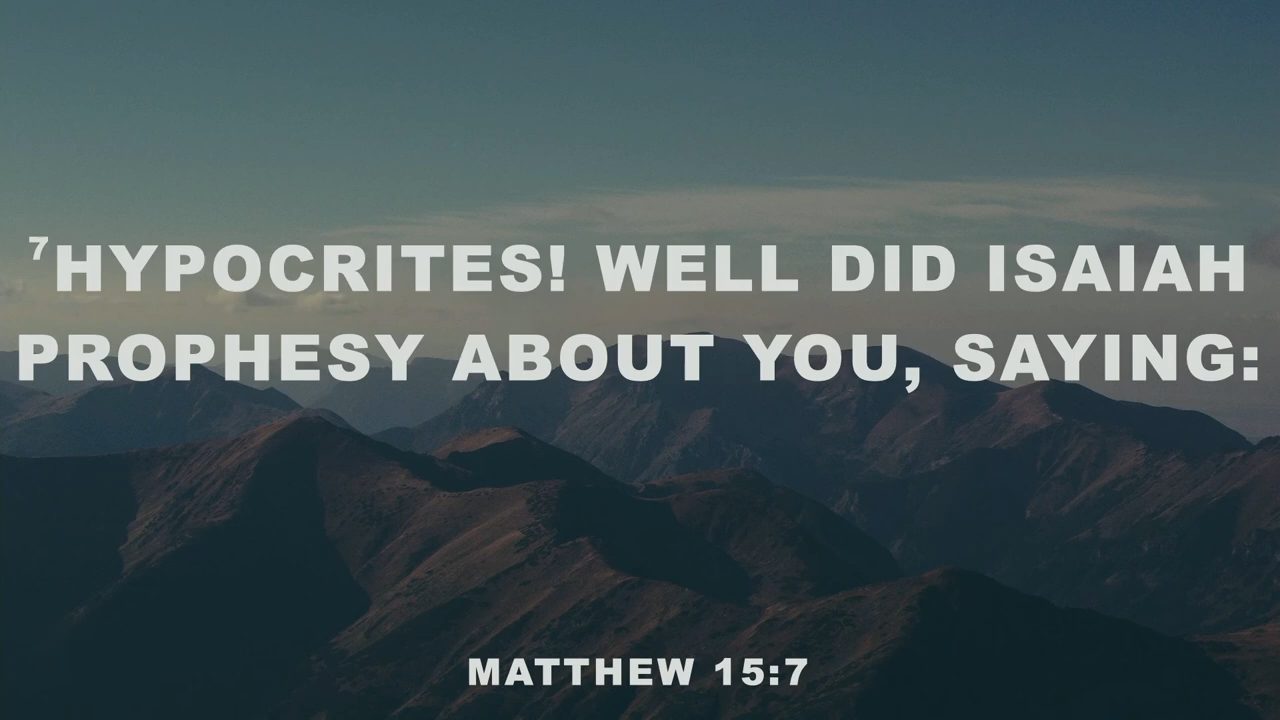 ⁷HYPOCRITES! WELL DID ISAIAH
PROPHESY ABOUT YOU, SAYING:
MATTHEW 15:7